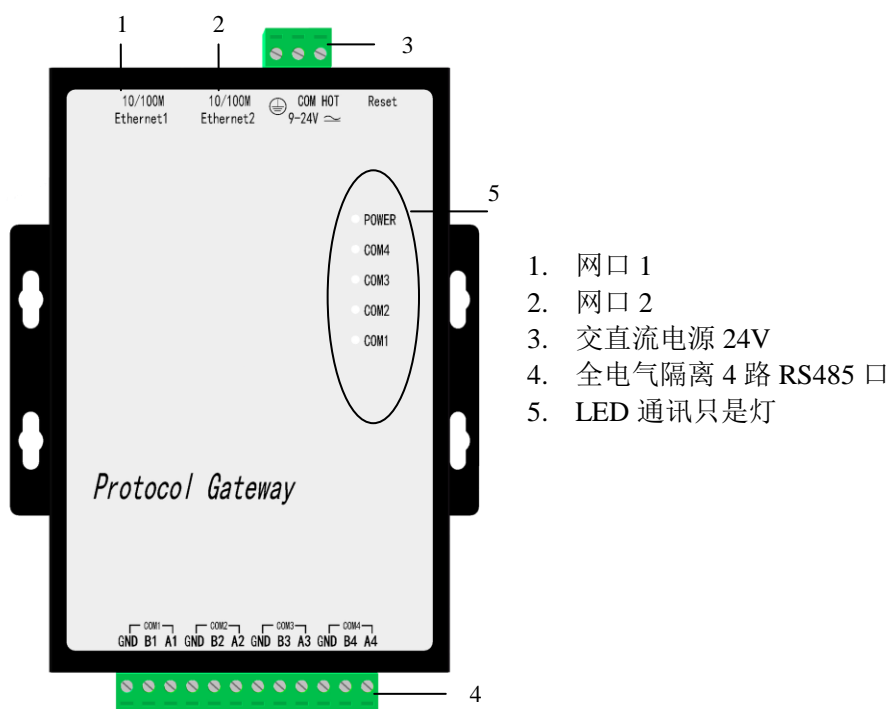 1
2
3
10/100M
Ethernet1
10/100M
Ethernet2
COM HOT
9-24V
Reset
5
POWER
COM4
COM3
COM2
COM1
1. 网口 1
2. 网口 2
3. 交直流电源 24V
4. 全电气隔离 4 路 RS485 口
5. LED 通讯只是灯
Protocol Gateway
COM1 COM2 COM3 COM4
GND B1 A1 GND B2 A2 GND B3 A3 GND B4 A4
4